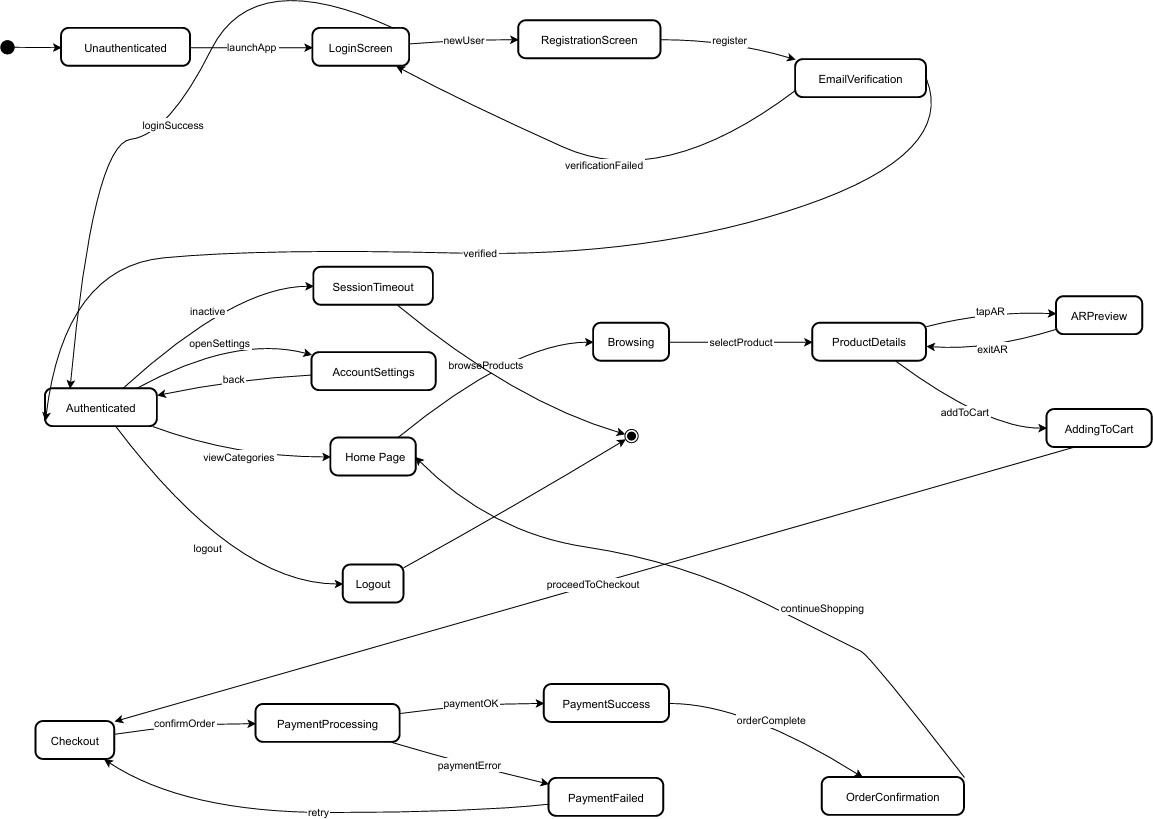 Unauthenticated
launchApp
LoginScreen
newUser
RegistrationScreen
register
EmailVerification
loginSuccess
verificationFailed
verified
inactive
SessionTimeout
openSettings
AccountSettings
back
Authenticated
viewCategories
Home Page
browseProducts
Browsing
selectProduct
ProductDetails
tapAR
ARPreview
exitAR
addToCart
AddingToCart
logout
Logout
proceedToCheckout
continueShopping
Checkout
confirmOrder
PaymentProcessing
paymentOK
PaymentSuccess
orderComplete
paymentError
PaymentFailed
OrderConfirmation
retry